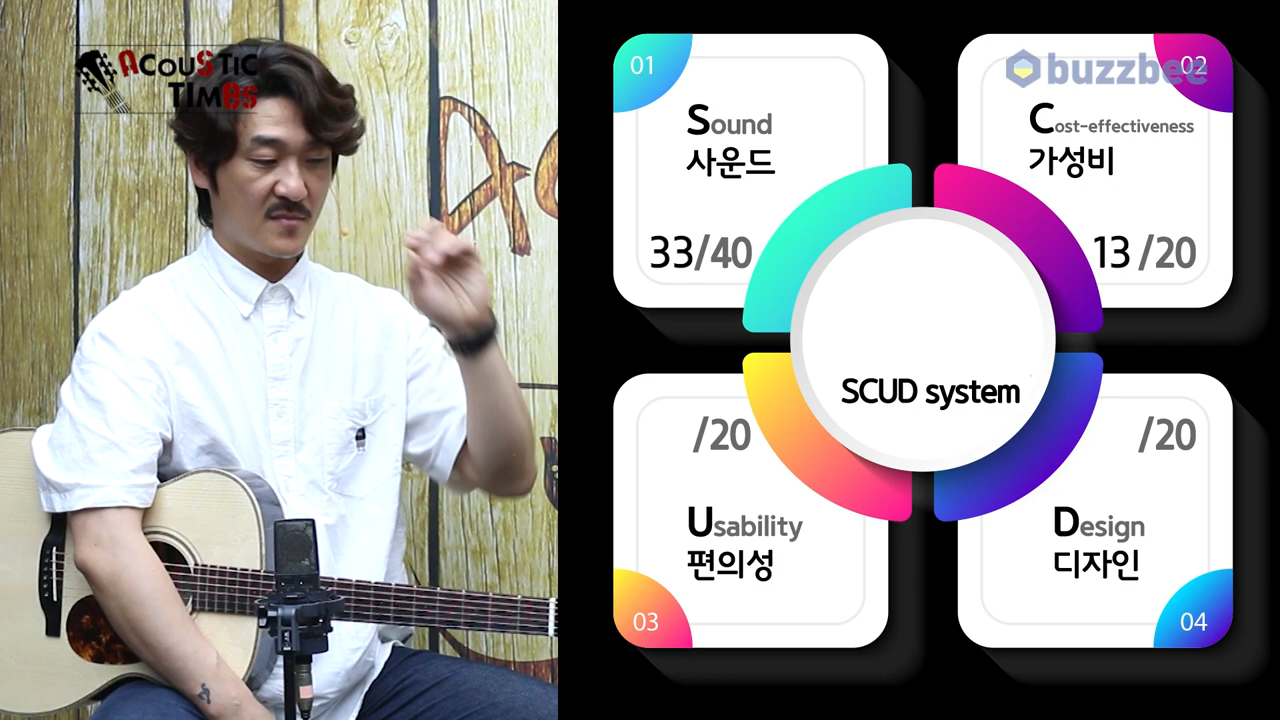 ACOUSTIC
TIMES
buzzbee
01
Sound
사운드
33/40
02
Cost-effectiveness
가성비
13 /20
SCUD system
/20
Usability
편의성
03
/20
Design
디자인
04